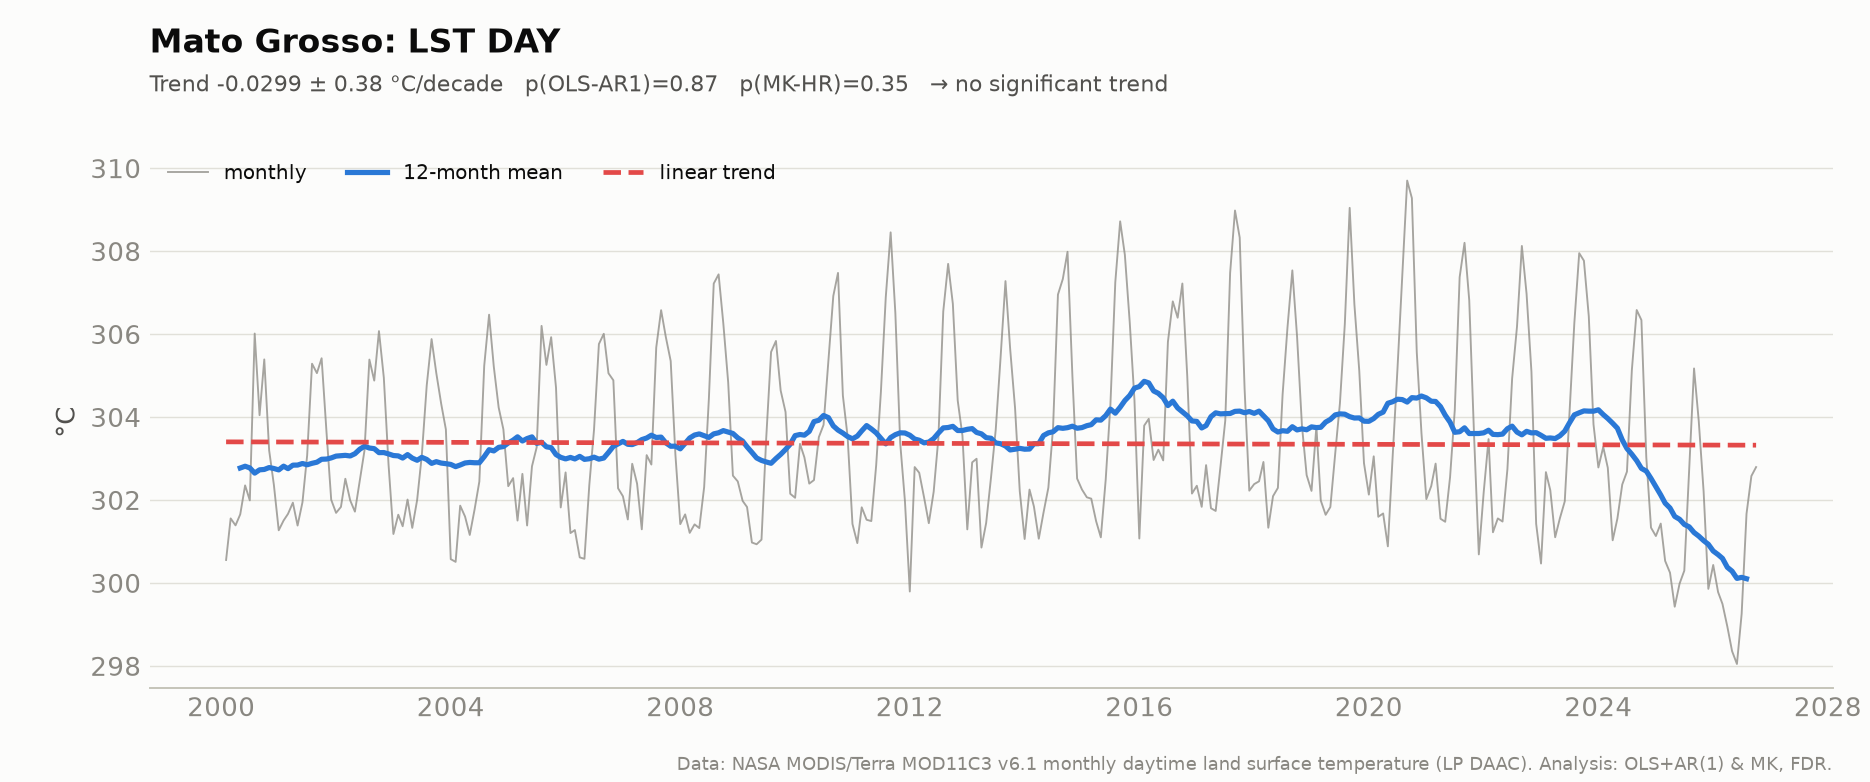 Mato Grosso: LST DAY
Trend -0.0299 ± 0.38 °C/decade p(OLS-AR1)=0.87 p(MK-HR)=0.35 → no significant trend
monthly 12-month mean linear trend
°C
310
308
306
304
302
300
298
2000 2004 2008 2012 2016 2020 2024 2028
Data: NASA MODIS/Terra MOD11C3 v6.1 monthly daytime land surface temperature (LP DAAC). Analysis: OLS+AR(1) & MK, FDR.